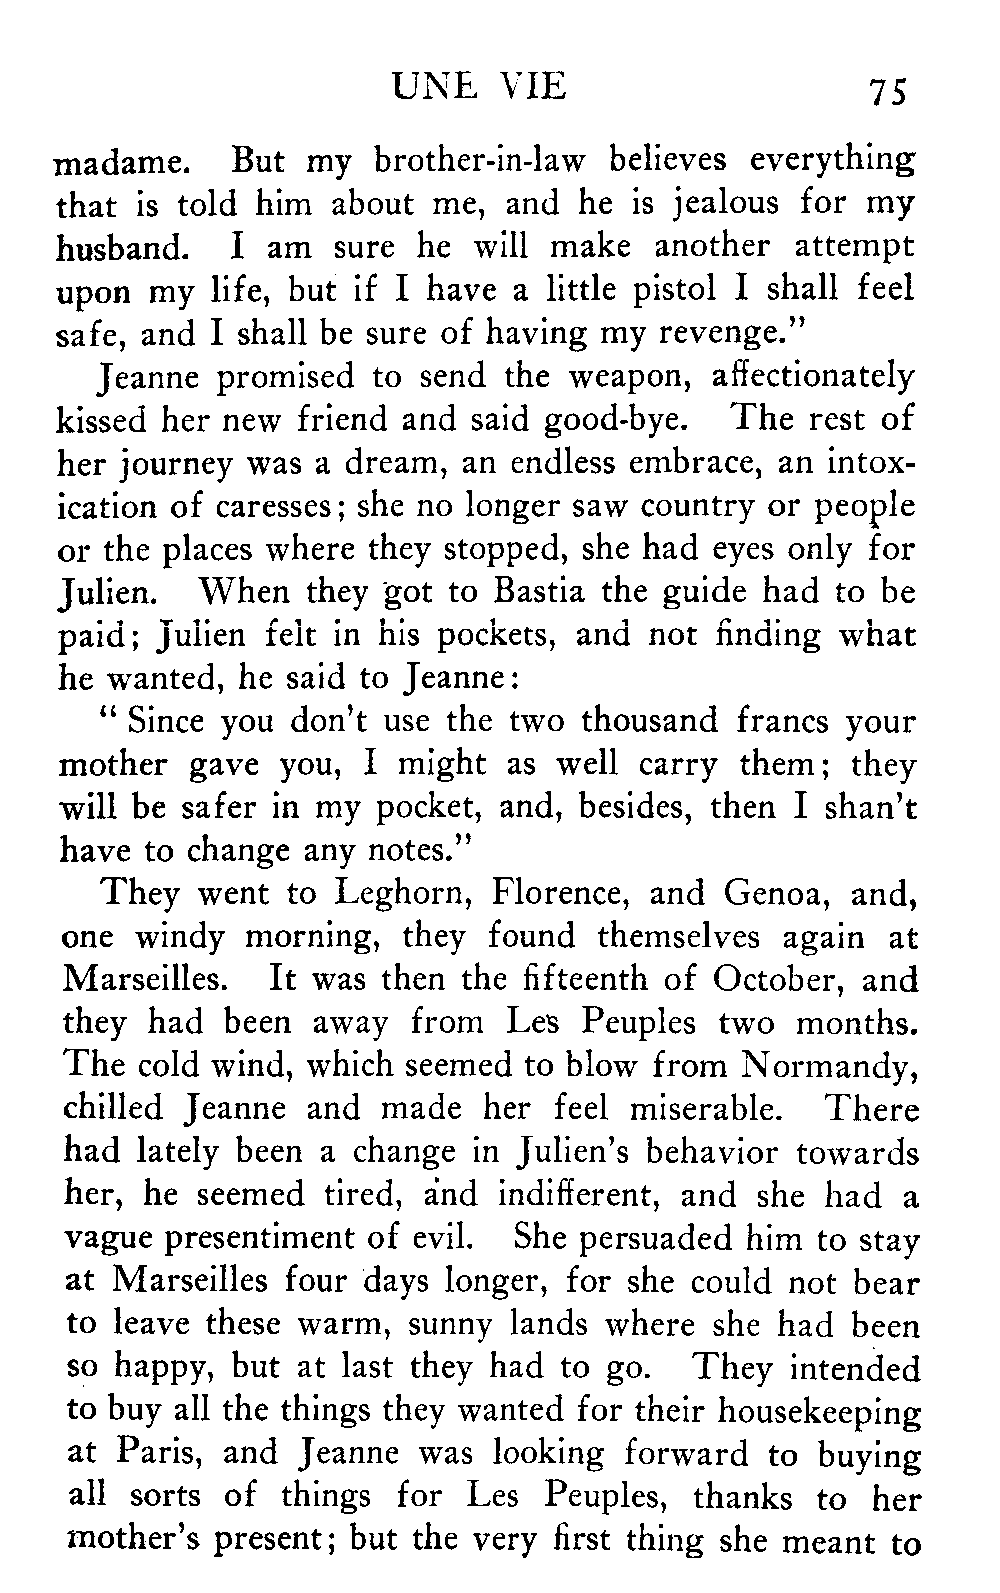 UNE VIE 75
madame. But my brother-in-law believes everything
that is told him about me, and he is jealous for my
husband. I am sure he will make another attempt
upon my life, but if I have a little pistol I shall feel
safe, and I shall be sure of having my revenge."
Jeanne promised to send the weapon, affectionately
kissed her new friend and said good-bye. The rest of
her journey was a dream, an endless embrace, an intox-
ication of caresses; she no longer saw country or people
or the places where they stopped, she had eyes only for
Julien. When they got to Bastia the guide had to be
paid; Julien felt in his pockets, and not finding what
he wanted, he said to Jeanne:
"Since you don't use the two thousand francs your
mother gave you, I might as well carry them; they
will be safer in my pocket, and, besides, then I shan't
have to change any notes."
They went to Leghorn, Florence, and Genoa, and,
one windy morning, they found themselves again at
Marseilles. It was then the fifteenth of October, and
they had been away from Les Peuples two months.
The cold wind, which seemed to blow from Normandy,
chilled Jeanne and made her feel miserable. There
had lately been a change in Julien's behavior towards
her, he seemed tired, and indifferent, and she had a
vague presentiment of evil. She persuaded him to stay
at Marseilles four days longer, for she could not bear
to leave these warm, sunny lands where she had been
so happy, but at last they had to go. They intended
to buy all the things they wanted for their housekeeping
at Paris, and Jeanne was looking forward to buying
all sorts of things for Les Peuples, thanks to her
mother's present; but the very first thing she meant to